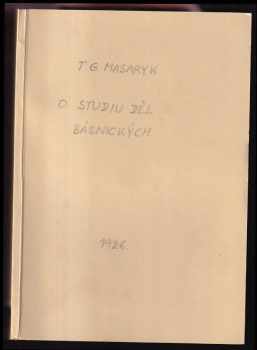 T G. MASARYK
O STUDIU DĚL
BÁSNICKÝCH
1926.